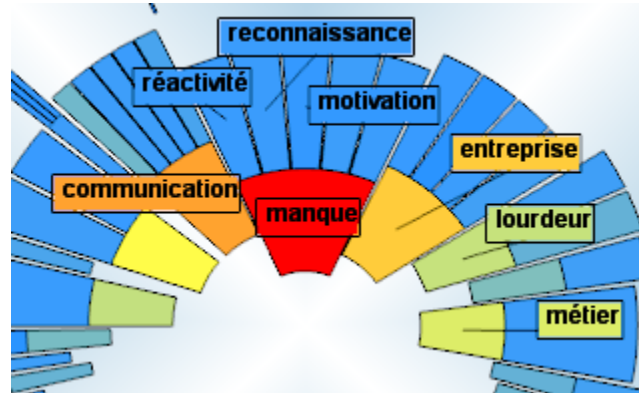 reconnaissance
réactivité
motivation
entreprise
communication
manque
lourdeur
métier